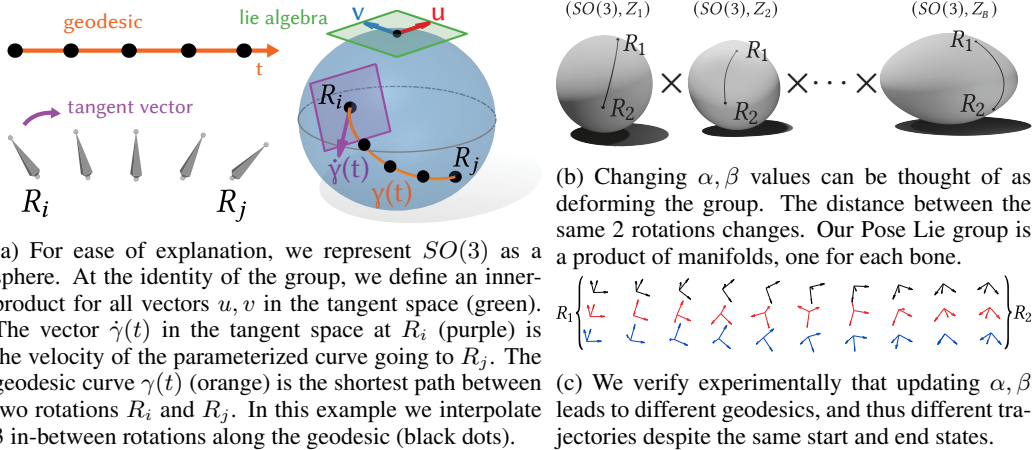 geodesic
t
tangent vector
R_i
R_j
lie algebra
v
u
R_i
R_j
γ̇(t)
γ(t)
a) For ease of explanation, we represent SO(3) as a
sphere. At the identity of the group, we define an inner-
product for all vectors u, v in the tangent space (green).
The vector γ̇(t) in the tangent space at R_i (purple) is
the velocity of the parameterized curve going to R_j. The
geodesic curve γ(t) (orange) is the shortest path between
two rotations R_i and R_j. In this example we interpolate
3 in-between rotations along the geodesic (black dots).
(SO(3), Z_1)
(SO(3), Z_2)
(SO(3), Z_B)
R_1
R_2
×
R_1
R_2
× ··· ×
R_1
R_2
(b) Changing α, β values can be thought of as
deforming the group. The distance between the
same 2 rotations changes. Our Pose Lie group is
a product of manifolds, one for each bone.
R_1 { } R_2
(c) We verify experimentally that updating α, β
leads to different geodesics, and thus different tra-
jectories despite the same start and end states.